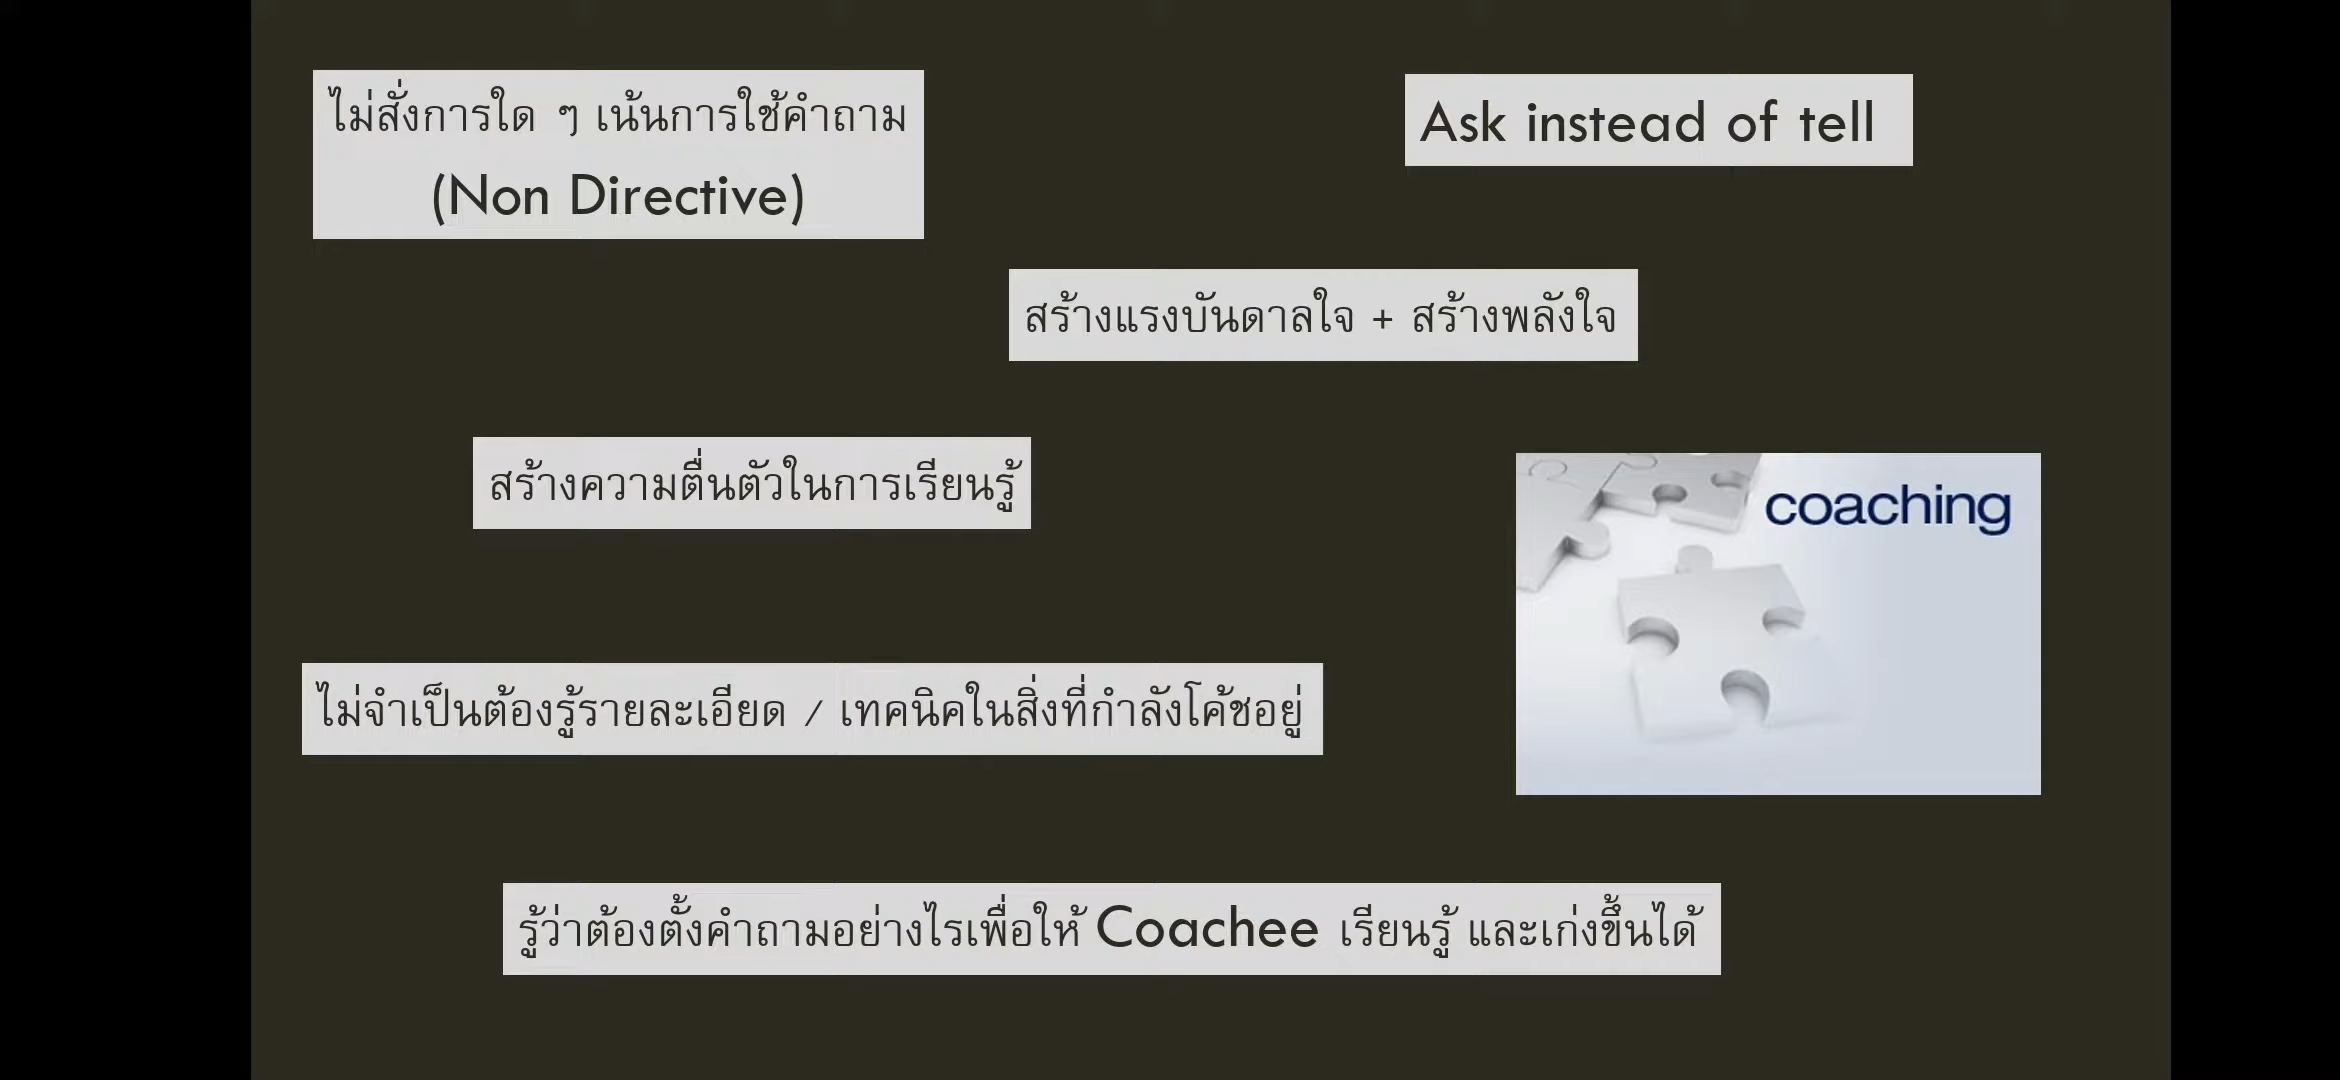 ไม่สั่งการใด ๆ เน้นการใช้คำถาม
(Non Directive)
Ask instead of tell
สร้างแรงบันดาลใจ + สร้างพลังใจ
สร้างความตื่นตัวในการเรียนรู้
coaching
ไม่จำเป็นต้องรู้รายละเอียด / เทคนิคในสิ่งที่กำลังโค้ชอยู่
รู้ว่าต้องตั้งคำถามอย่างไรเพื่อให้ Coachee เรียนรู้ และเก่งขึ้นได้